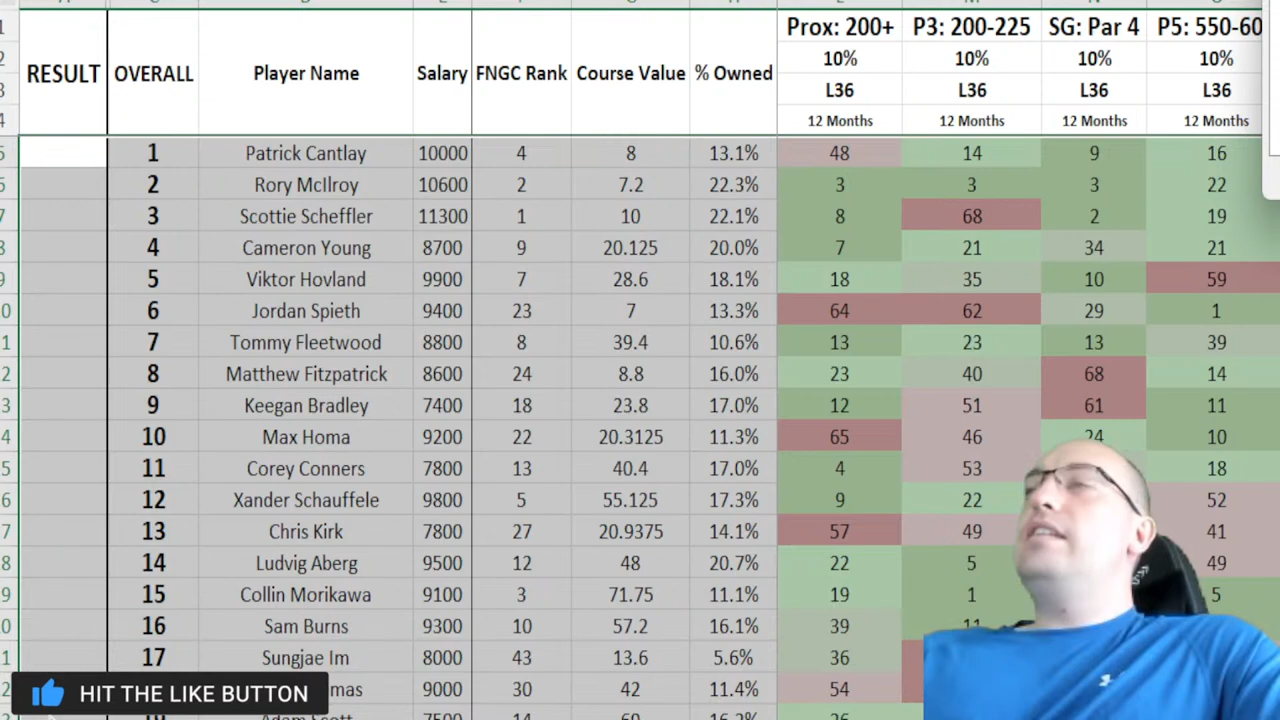 Prox: 200+ P3: 200-225 SG: Par 4 P5: 550-60
10% 10% 10% 10%
RESULT OVERALL Player Name Salary FNGC Rank Course Value % Owned
L36 L36 L36 L36
12 Months 12 Months 12 Months 12 Months
1 Patrick Cantlay 10000 4 8 13.1% 48 14 9 16
2 Rory McIlroy 10600 2 7.2 22.3% 3 3 3 22
3 Scottie Scheffler 11300 1 10 22.1% 8 68 2 19
4 Cameron Young 8700 9 20.125 20.0% 7 21 34 21
5 Viktor Hovland 9900 7 28.6 18.1% 18 35 10 59
6 Jordan Spieth 9400 23 7 13.3% 64 62 29 1
7 Tommy Fleetwood 8800 8 39.4 10.6% 13 23 13 39
8 Matthew Fitzpatrick 8600 24 8.8 16.0% 23 40 68 14
9 Keegan Bradley 7400 18 23.8 17.0% 12 51 61 11
10 Max Homa 9200 22 20.3125 11.3% 65 46 24 10
11 Corey Conners 7800 13 40.4 17.0% 4 53 18
12 Xander Schauffele 9800 5 55.125 17.3% 9 22 52
13 Chris Kirk 7800 27 20.9375 14.1% 57 49 41
14 Ludvig Aberg 9500 12 48 20.7% 22 5 49
15 Collin Morikawa 9100 3 71.75 11.1% 19 1 5
16 Sam Burns 9300 10 57.2 16.1% 39 11
17 Sungjae Im 8000 43 13.6 5.6% 36
HIT THE LIKE BUTTON
mas 9000 30 42 11.4% 54